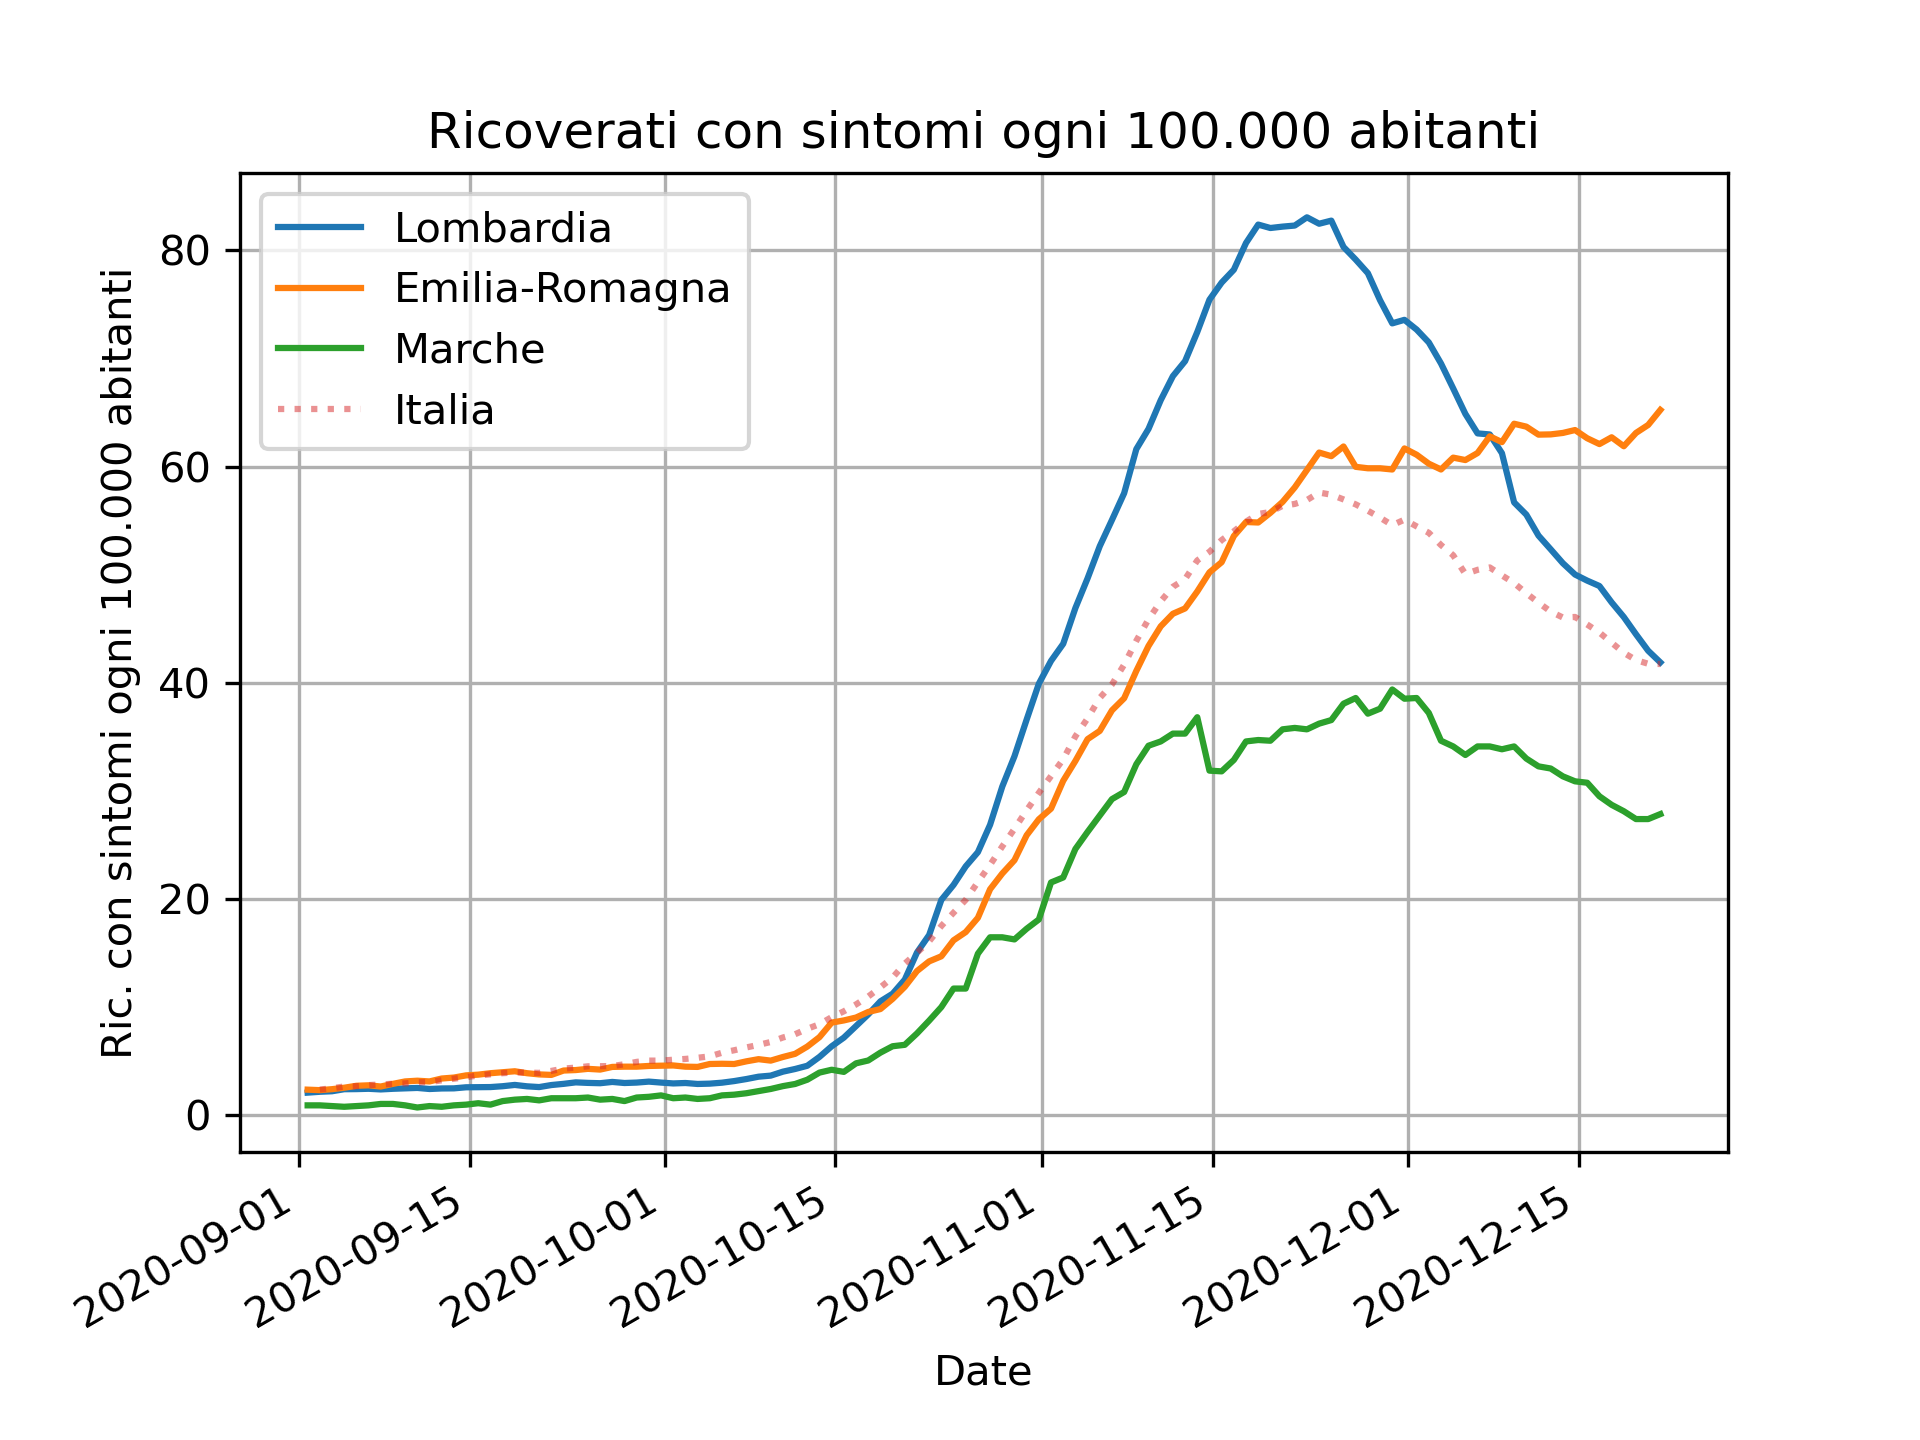 Ricoverati con sintomi ogni 100.000 abitanti
Lombardia
Emilia-Romagna
Marche
Italia
Ric. con sintomi ogni 100.000 abitanti
80
60
40
20
0
2020-09-01
2020-09-15
2020-10-01
2020-10-15
2020-11-01
2020-11-15
2020-12-01
2020-12-15
Date